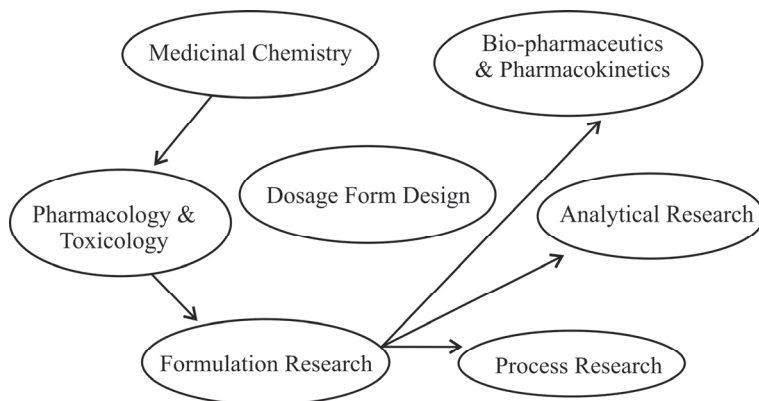 Medicinal Chemistry
Bio-pharmaceutics
& Pharmacokinetics
Dosage Form Design
Pharmacology &
Toxicology
Analytical Research
Formulation Research
Process Research